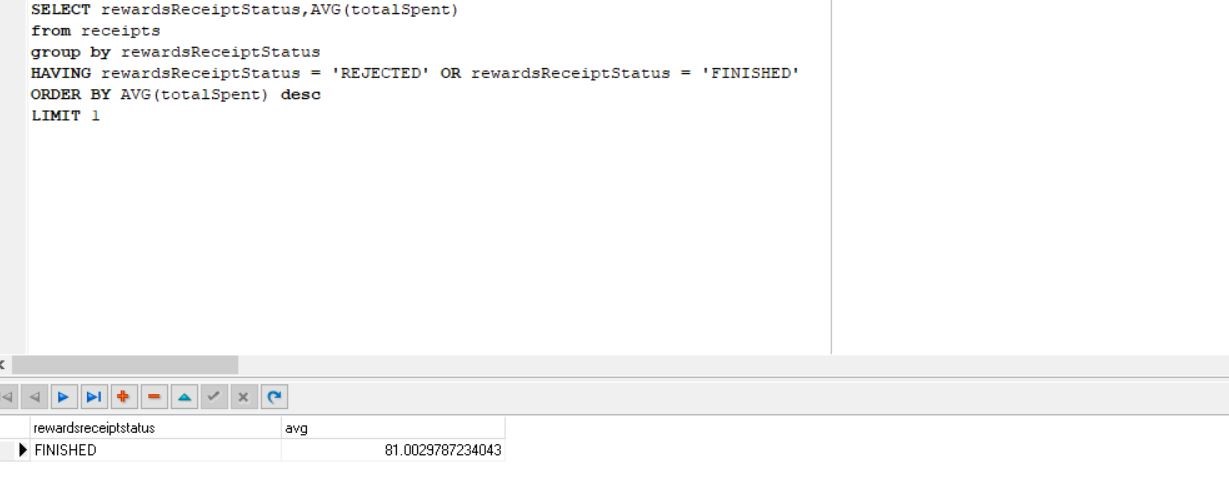 SELECT rewardsReceiptStatus,AVG(totalSpent)
from receipts
group by rewardsReceiptStatus
HAVING rewardsReceiptStatus = 'REJECTED' OR rewardsReceiptStatus = 'FINISHED'
ORDER BY AVG(totalSpent) desc
LIMIT 1
rewardsreceiptstatus avg
FINISHED 81.0029787234043